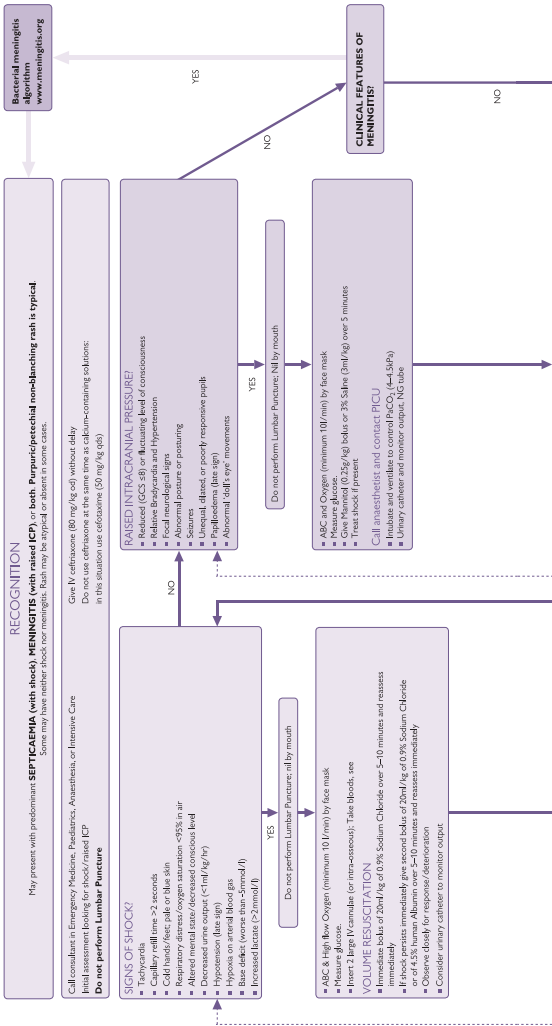 RECOGNITION
May present with predominant SEPTICAEMIA (with shock), MENINGITIS (with raised ICP), or both. Purporic/petechial non-blanching rash is typical.
Some may have neither shock nor meningitis. Rash may be atypical or absent in some cases.
Bacterial meningitis
algorithm
www.meningitis.org
Call consultant in Emergency Medicine, Paediatrics, Anaesthesia, or Intensive Care
Initial assessment looking for shock/raised ICP
Do not perform Lumbar Puncture
Give IV ceftriaxone (80 mg/kg od) without delay
Do not use ceftriaxone at the same time as calcium-containing solutions:
in this situation use cefotaxime (50 mg/kg qds)
SIGNS OF SHOCK?
▪ Tachycardia
▪ Capillary refill time >2 seconds
▪ Cold hands/feet; pale or blue skin
▪ Respiratory distress/oxygen saturation <95% in air
▪ Altered mental state/decreased conscious level
▪ Decreased urine output (<1ml/kg/hr)
▪ Hypotension (late sign)
▪ Hypoxia on arterial blood gas
▪ Base deficit (worse than -5mmol/l)
▪ Increased lactate (>2mmol/l)
NO
RAISED INTRACRANIAL PRESSURE?
▪ Reduced (GCS ≤8) or fluctuating level of consciousness
▪ Relative Bradycardia and Hypertension
▪ Focal neurological signs
▪ Abnormal posture or posturing
▪ Seizures
▪ Unequal, dilated, or poorly responsive pupils
▪ Papilloedema (late sign)
▪ Abnormal 'doll's eye' movements
NO
YES
CLINICAL FEATURES OF
MENINGITIS?
NO
YES
Do not perform Lumbar Puncture; nil by mouth
YES
Do not perform Lumbar Puncture; Nil by mouth
▪ ABC & High flow Oxygen (minimum 10 l/min) by face mask
▪ Measure glucose.
▪ Insert 2 large IV cannulae (or intra-osseous); Take bloods, see
VOLUME RESUSCITATION
▪ Immediate bolus of 20ml/kg of 0.9% Sodium Chloride over 5–10 minutes and reassess
immediately
▪ If shock persists immediately give second bolus of 20ml/kg of 0.9% Sodium Chloride
or of 4.5% human Albumin over 5–10 minutes and reassess immediately
▪ Observe closely for response/deterioration
▪ Consider urinary catheter to monitor output
▪ ABC and Oxygen (minimum 10l/min) by face mask
▪ Measure glucose.
▪ Give Mannitol (0.25g/kg) bolus or 3% Saline (3ml/kg) over 5 minutes
▪ Treat shock if present
Call anaesthetist and contact PICU
▪ Intubate and ventilate to control PaCO₂ (4–4.5kPa)
▪ Urinary catheter and monitor output, NG tube